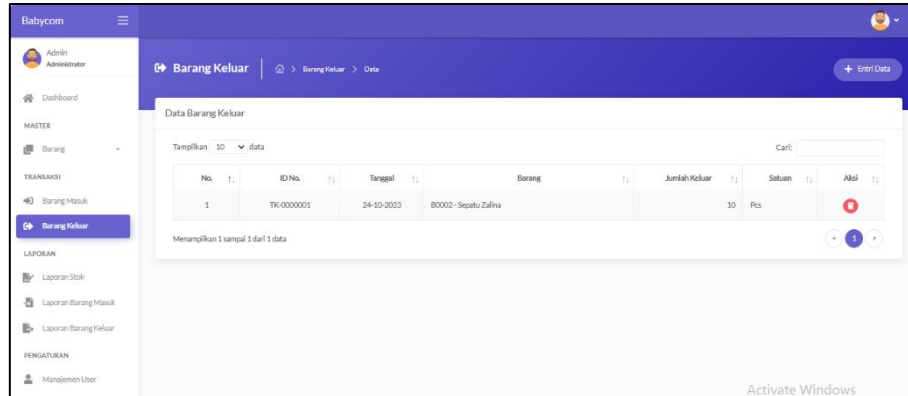 Babycom
Admin
Administrator
Dashboard
MASTER
Barang
TRANSAKSI
Barang Masuk
Barang Keluar
LAPORAN
Laporan Stok
Laporan Barang Masuk
Laporan Barang Keluar
PENGATURAN
Manajemen User
Barang Keluar
> Barang Keluar > Data
+ Entri Data
Data Barang Keluar
Tampilkan 10 data
Cari:
No. ID No. Tanggal Barang Jumlah Keluar Satuan Aksi
1 TK-0000001 24-10-2023 B0002 - Sepatu Zalina 10 Pcs
Menampilkan 1 sampai 1 dari 1 data
< 1 >
Activate Windows